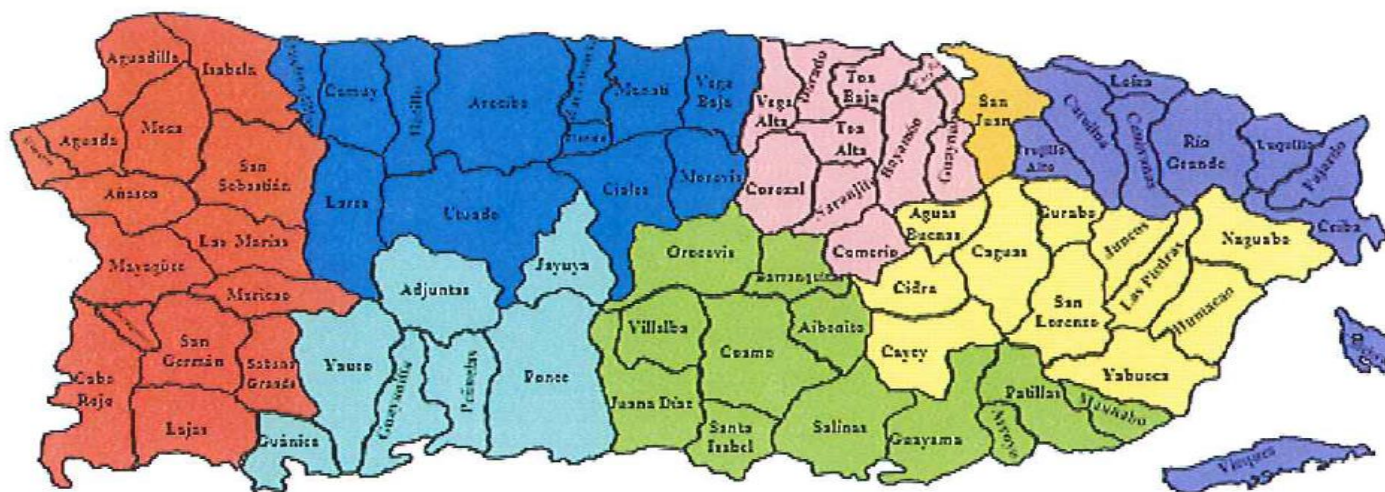 Aguadilla
Isabela
Camuy
Hatillo
Arecibo
Manatí
Vega
Baja
Vega
Alta
Dorado
Toa
Baja
San
Juan
Loíza
Carolina
Canóvanas
Río
Grande
Luquillo
Fajardo
Ceiba
Aguada
Moca
San
Sebastián
Añasco
Las Marías
Mayagüez
Maricao
Lares
Utuado
Ciales
Morovis
Corozal
Toa
Alta
Naranjito
Bayamón
Guaynabo
Trujillo
Alto
Aguas
Buenas
Caguas
Gurabo
Juncos
Las Piedras
Naguabo
Humacao
Comerío
Cidra
San
Lorenzo
Orocovis
Barranquitas
Jayuya
Adjuntas
Villalba
Coamo
Aibonito
Cayey
Yabucoa
San
Germán
Sabana
Grande
Cabo
Rojo
Lajas
Yauco
Guánica
Guayanilla
Peñuelas
Ponce
Juana Díaz
Santa
Isabel
Salinas
Guayama
Arroyo
Patillas
Maunabo
Vieques